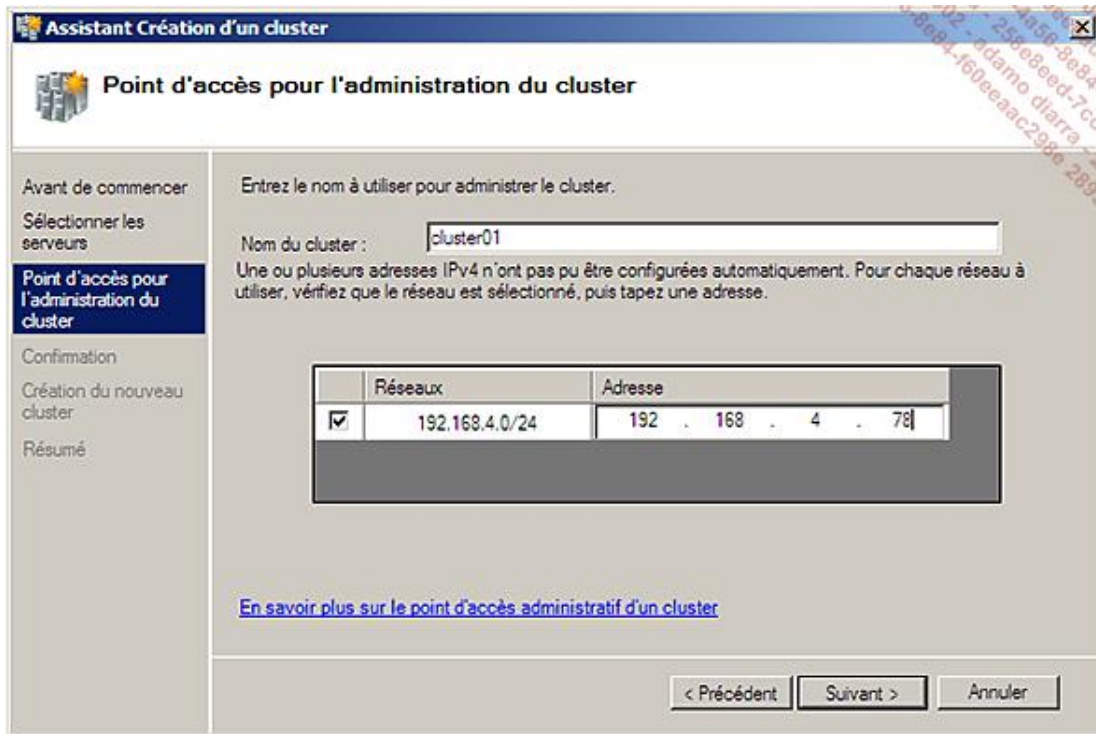 Assistant Création d'un cluster
Point d'accès pour l'administration du cluster
Avant de commencer
Sélectionner les
serveurs
Point d'accès pour
l'administration du
cluster
Confirmation
Création du nouveau
cluster
Résumé
Entrez le nom à utiliser pour administrer le cluster.
Nom du cluster : cluster01
Une ou plusieurs adresses IPv4 n'ont pas pu être configurées automatiquement. Pour chaque réseau à
utiliser, vérifiez que le réseau est sélectionné, puis tapez une adresse.
Réseaux Adresse
192.168.4.0/24 192 . 168 . 4 . 78
En savoir plus sur le point d'accès administratif d'un cluster
< Précédent Suivant > Annuler
adamo diarra